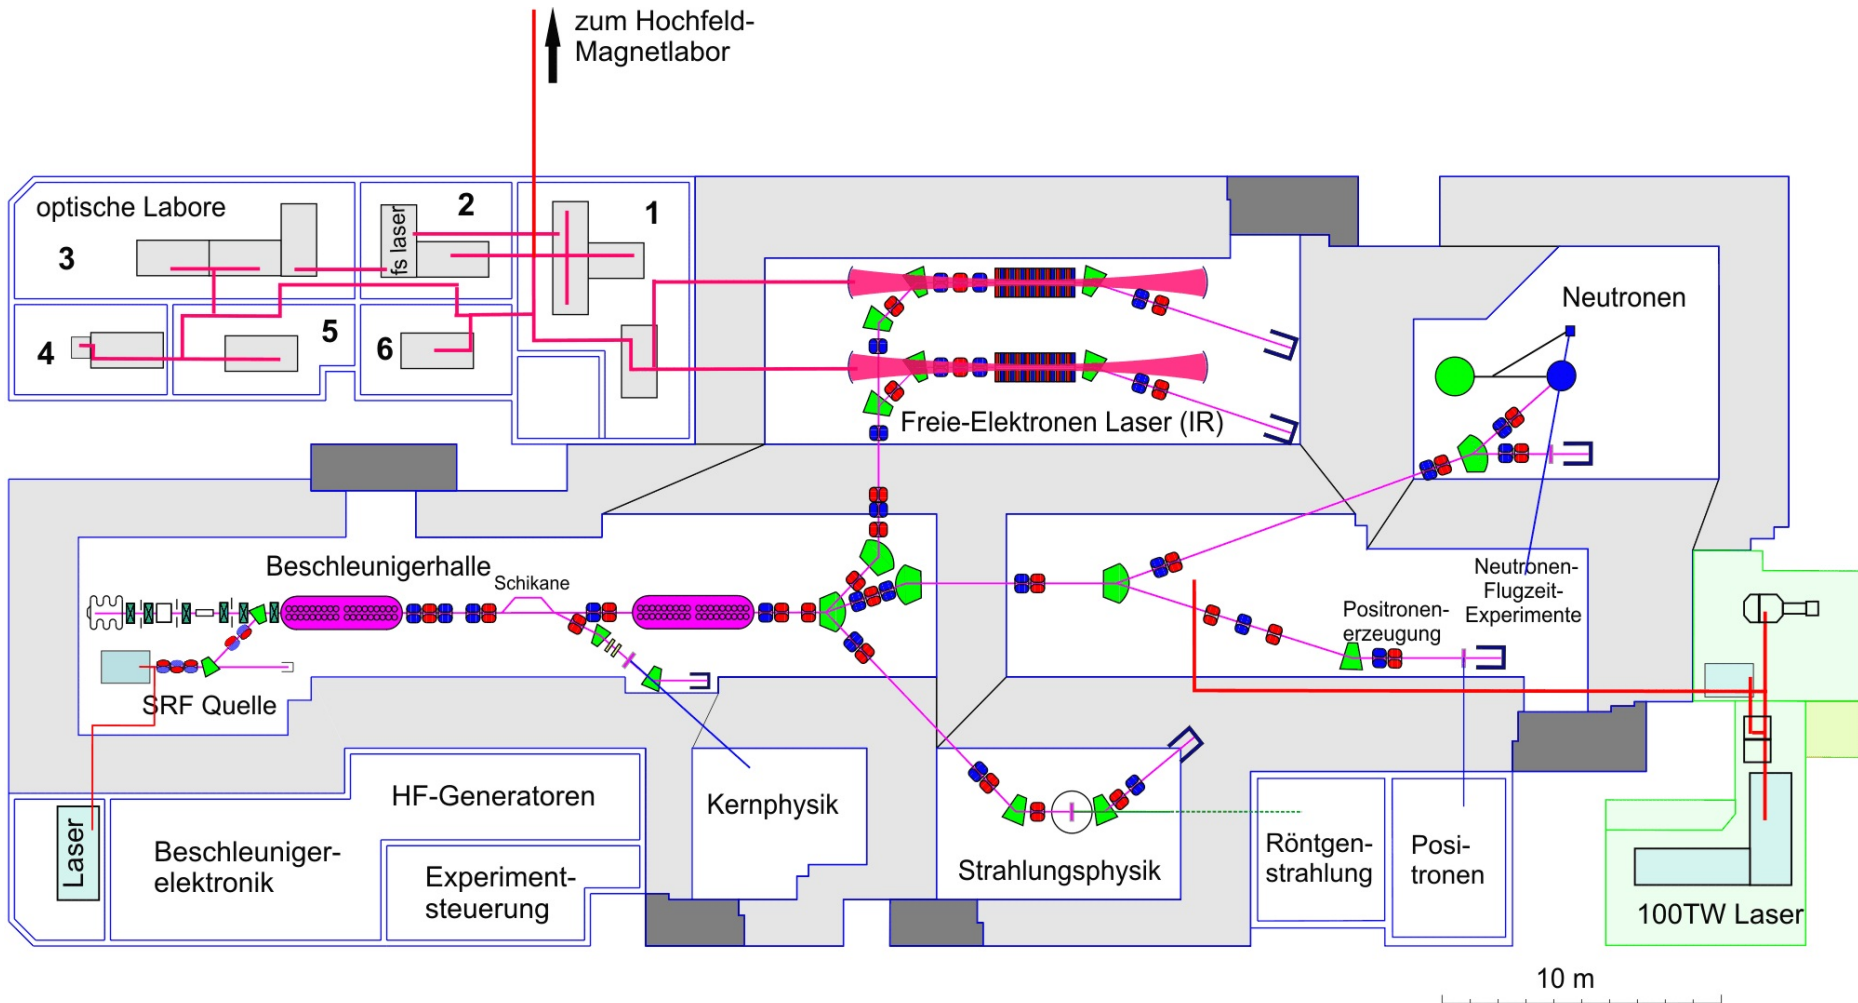 zum Hochfeld-
Magnetlabor
optische Labore
3
2
1
fs laser
4
5
6
Neutronen
Freie-Elektronen Laser (IR)
Beschleunigerhalle
Schikane
Neutronen-
Flugzeit-
Experimente
Positronen-
erzeugung
SRF Quelle
HF-Generatoren
Kernphysik
Laser
Beschleuniger-
elektronik
Experiment-
steuerung
Strahlungsphysik
Röntgen-
strahlung
Posi-
tronen
100TW Laser
10 m